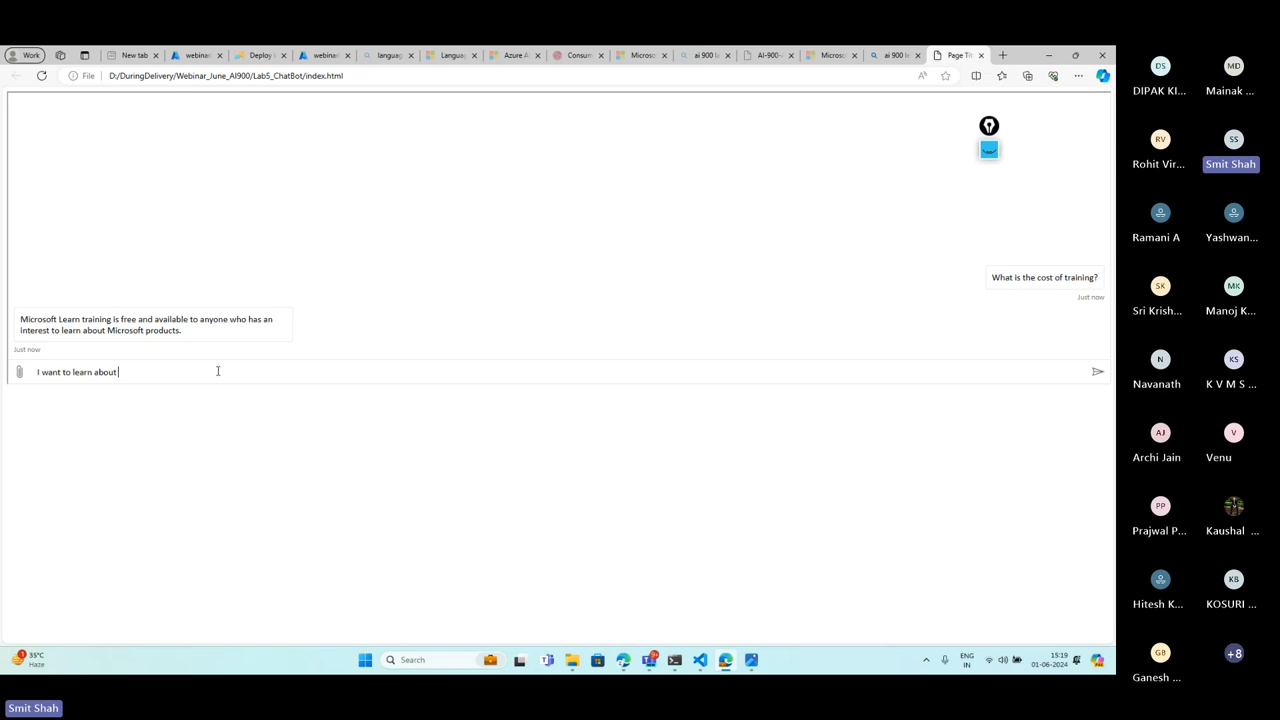 Work
New tab
webinar
Deploy i
webinar
languag
Languag
Azure A
Consum
Microso
ai 900 le
AI-900-
Microso
ai 900 le
Page Tit
File
D:/DuringDelivery/Webinar_June_AI900/Lab5_ChatBot/index.html
What is the cost of training?
Just now
Microsoft Learn training is free and available to anyone who has an
interest to learn about Microsoft products.
Just now
I want to learn about
DS
DIPAK KI...
MD
Mainak ...
RV
Rohit Vir...
SS
Smit Shah
Ramani A
Yashwan...
SK
Sri Krish...
MK
Manoj K...
N
Navanath
KS
K V M S ...
AJ
Archi Jain
V
Venu
PP
Prajwal P...
Kaushal ...
Hitesh K...
KB
KOSURI ...
GB
Ganesh ...
+8
1
35°C
Haze
Search
ENG
IN
15:19
01-06-2024
Smit Shah